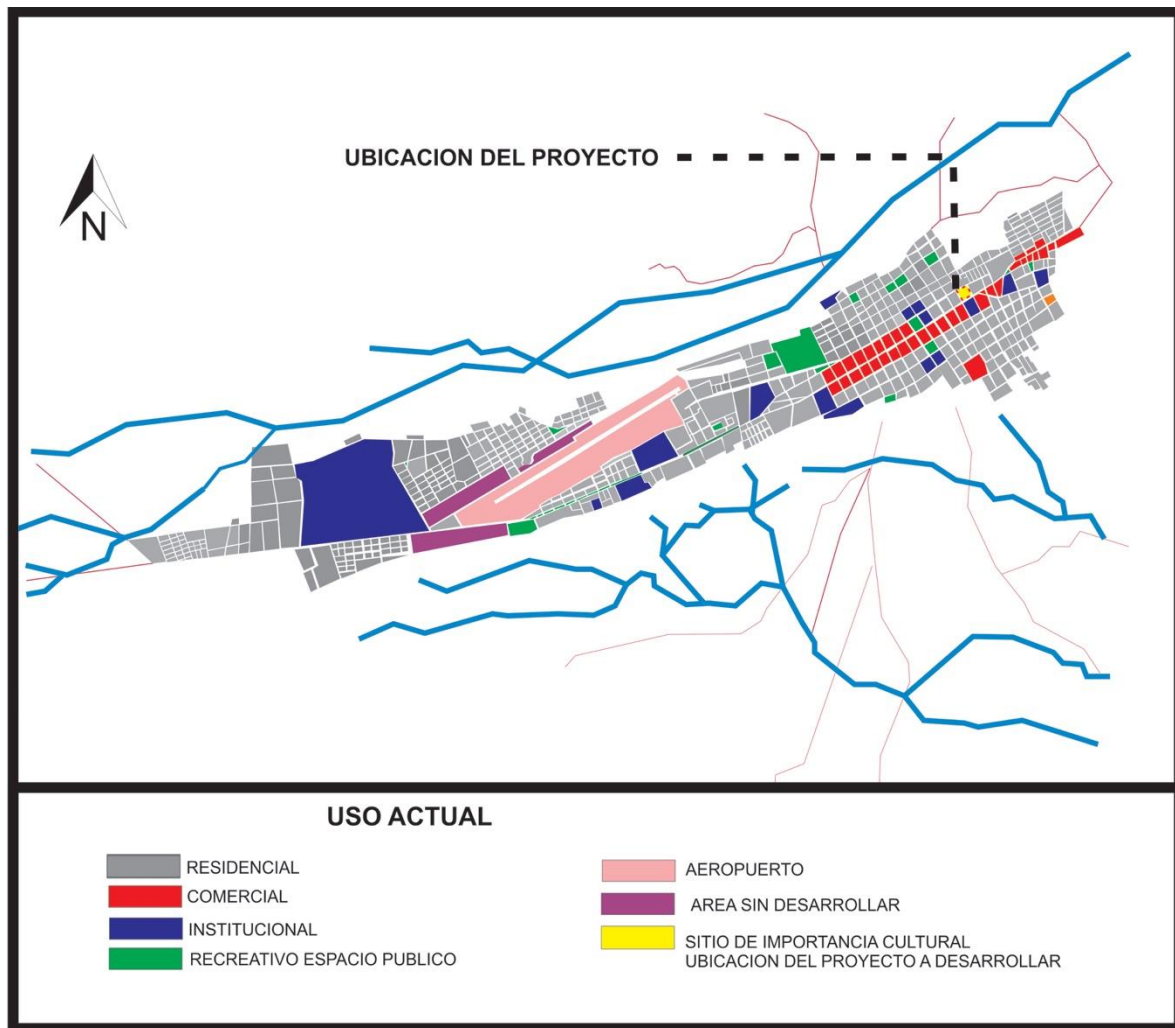 UBICACION DEL PROYECTO
N
USO ACTUAL
RESIDENCIAL
COMERCIAL
INSTITUCIONAL
RECREATIVO ESPACIO PUBLICO
AEROPUERTO
AREA SIN DESARROLLAR
SITIO DE IMPORTANCIA CULTURAL
UBICACION DEL PROYECTO A DESARROLLAR